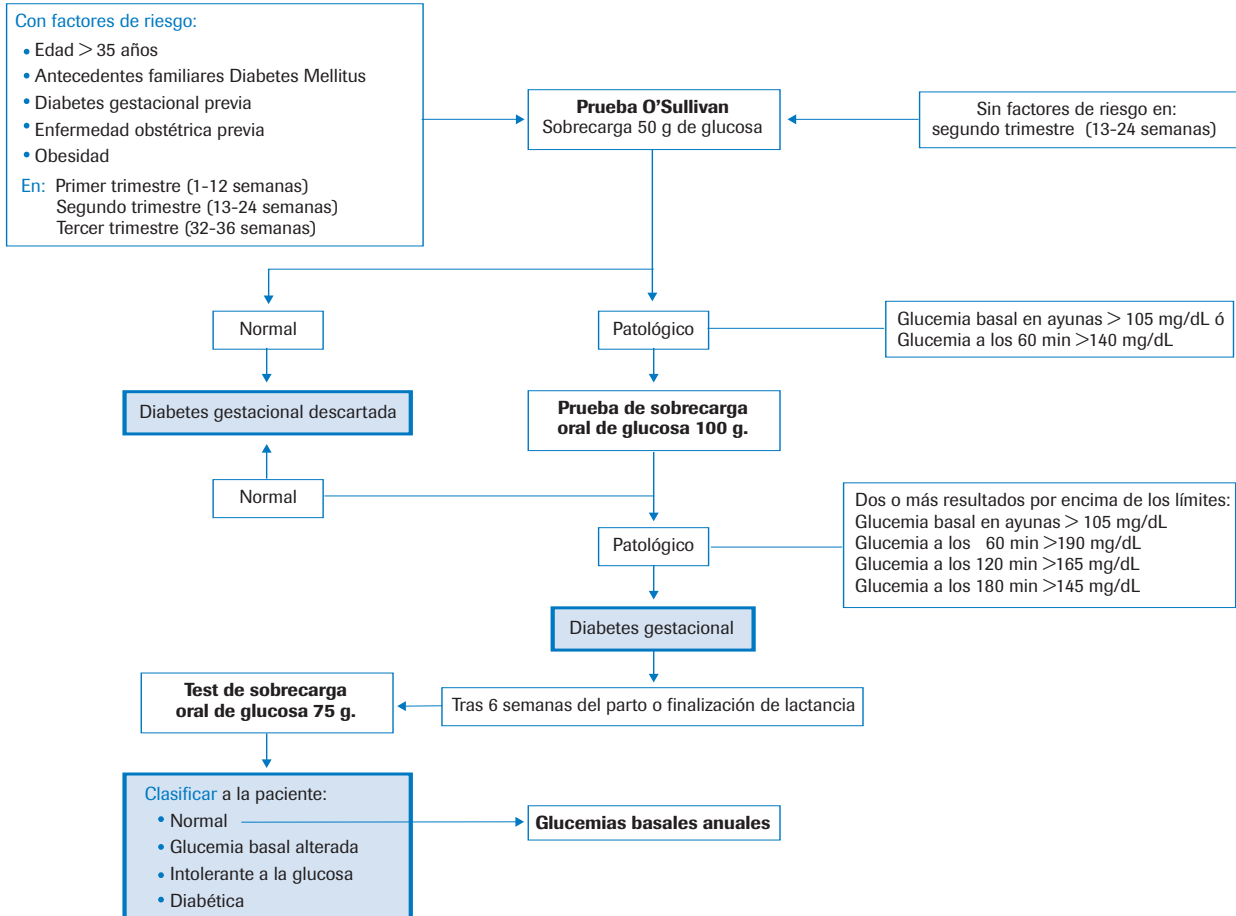 Con factores de riesgo:
• Edad > 35 años
• Antecedentes familiares Diabetes Mellitus
• Diabetes gestacional previa
• Enfermedad obstétrica previa
• Obesidad
En: Primer trimestre (1-12 semanas)
Segundo trimestre (13-24 semanas)
Tercer trimestre (32-36 semanas)
Prueba O'Sullivan
Sobrecarga 50 g de glucosa
Sin factores de riesgo en:
segundo trimestre (13-24 semanas)
Normal
Patológico
Glucemia basal en ayunas > 105 mg/dL ó
Glucemia a los 60 min >140 mg/dL
Diabetes gestacional descartada
Prueba de sobrecarga
oral de glucosa 100 g.
Normal
Patológico
Dos o más resultados por encima de los límites:
Glucemia basal en ayunas > 105 mg/dL
Glucemia a los 60 min >190 mg/dL
Glucemia a los 120 min >165 mg/dL
Glucemia a los 180 min >145 mg/dL
Diabetes gestacional
Tras 6 semanas del parto o finalización de lactancia
Test de sobrecarga
oral de glucosa 75 g.
Clasificar a la paciente:
• Normal
• Glucemia basal alterada
• Intolerante a la glucosa
• Diabética
Glucemias basales anuales